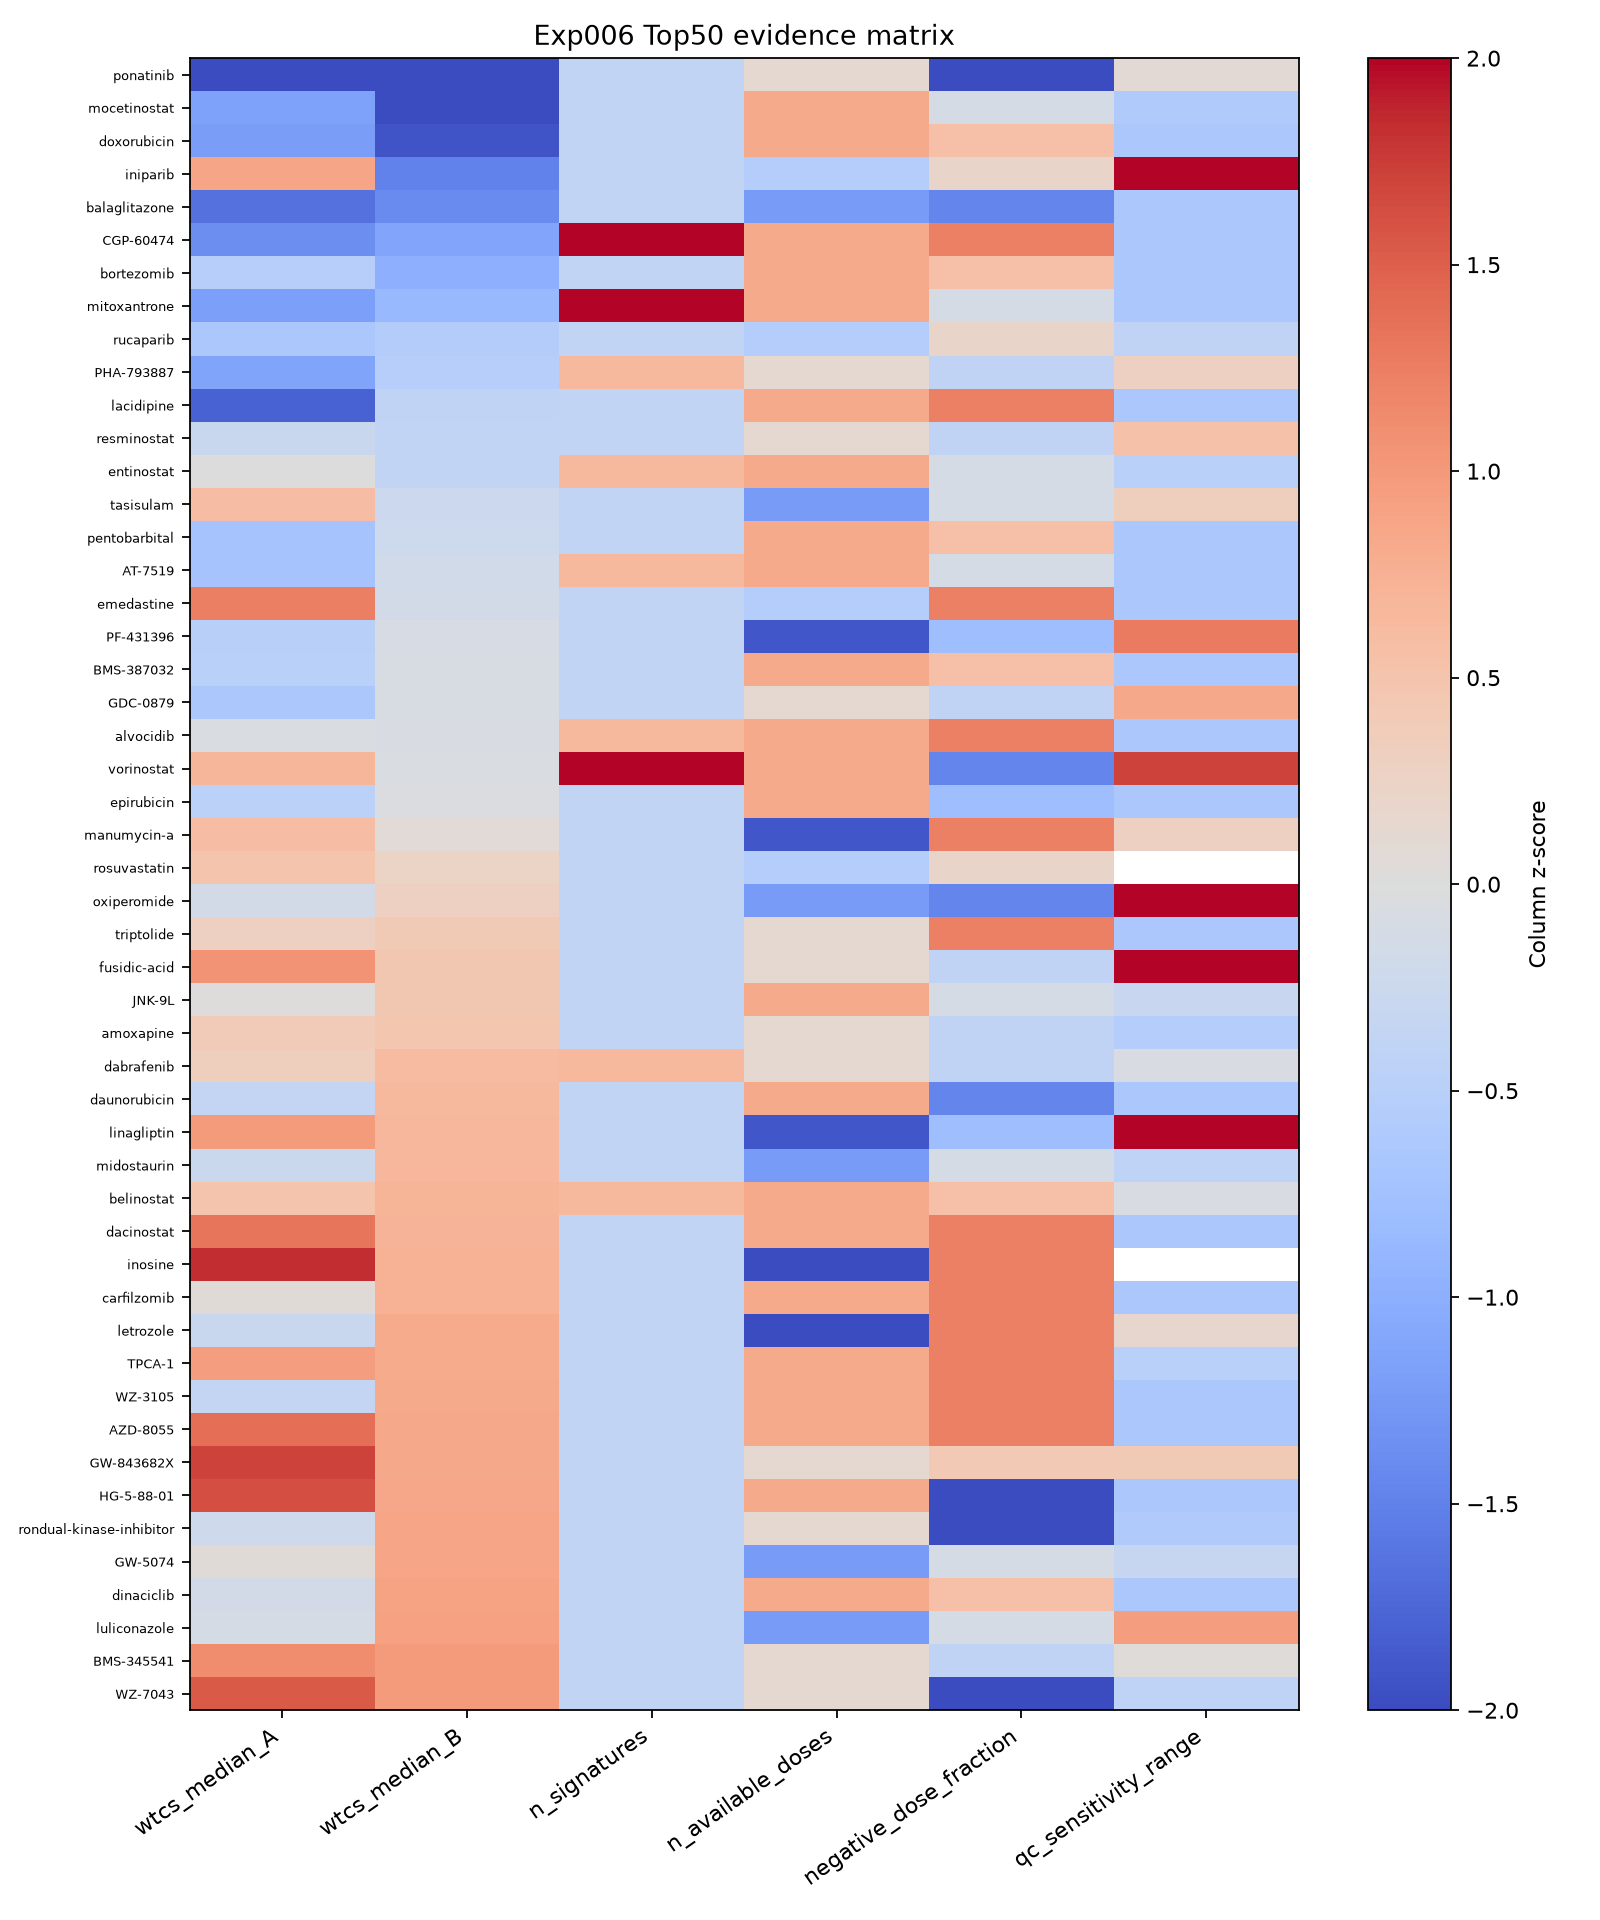 Exp006 Top50 evidence matrix
ponatinib
mocetinostat
doxorubicin
iniparib
balaglitazone
CGP-60474
bortezomib
mitoxantrone
rucaparib
PHA-793887
lacidipine
resminostat
entinostat
tasisulam
pentobarbital
AT-7519
emedastine
PF-431396
BMS-387032
GDC-0879
alvocidib
vorinostat
epirubicin
manumycin-a
rosuvastatin
oxiperomide
triptolide
fusidic-acid
JNK-9L
amoxapine
dabrafenib
daunorubicin
linagliptin
midostaurin
belinostat
dacinostat
inosine
carfilzomib
letrozole
TPCA-1
WZ-3105
AZD-8055
GW-843682X
HG-5-88-01
rondual-kinase-inhibitor
GW-5074
dinaciclib
luliconazole
BMS-345541
WZ-7043
wtcs_median_A
wtcs_median_B
n_signatures
n_available_doses
negative_dose_fraction
qc_sensitivity_range
2.0
1.5
1.0
0.5
0.0
−0.5
−1.0
−1.5
−2.0
Column z-score